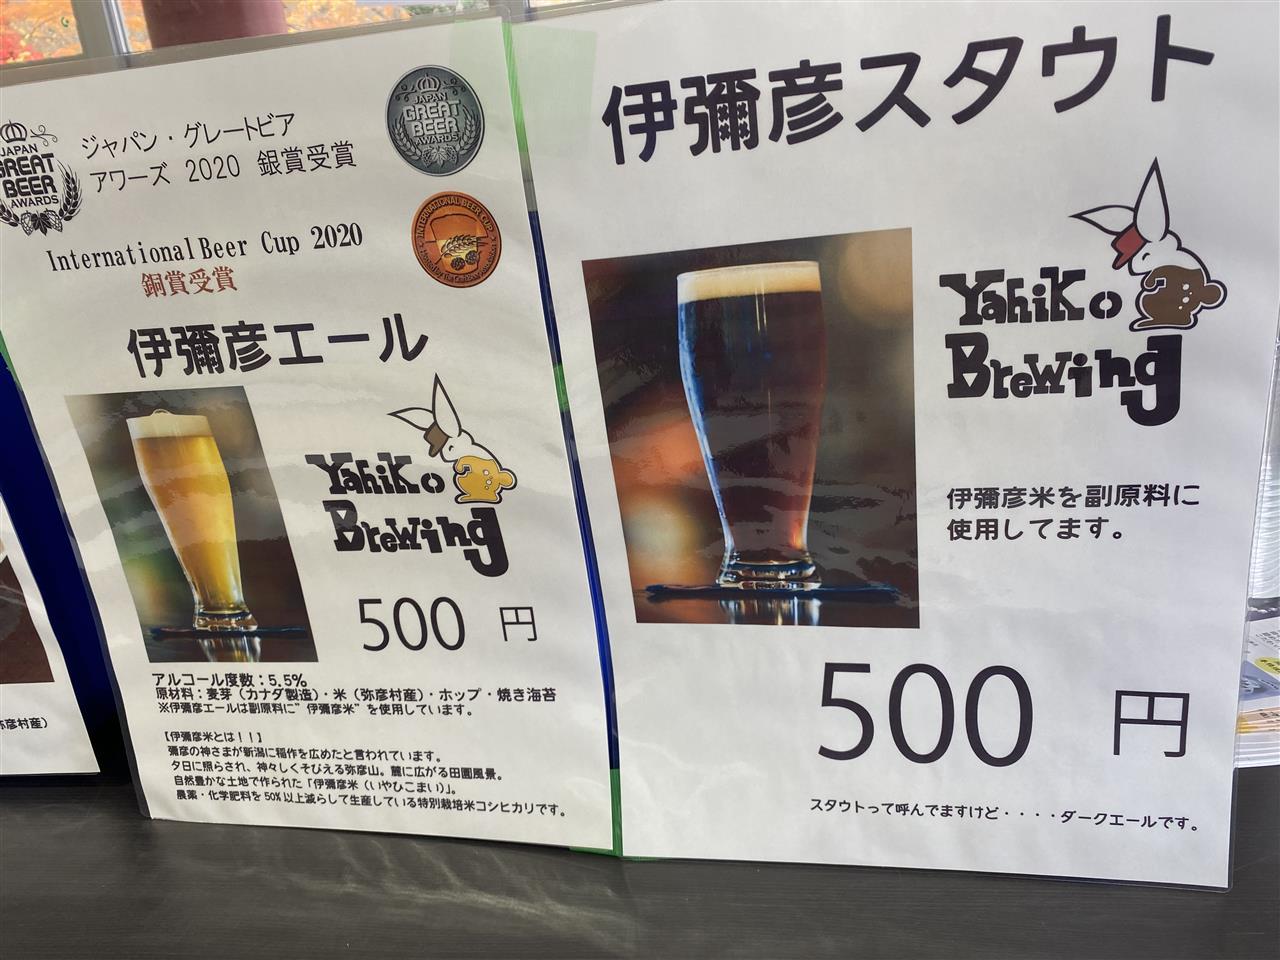 JAPAN
GREAT
BEER
AWARDS
ジャパン・グレートビア
アワーズ 2020 銀賞受賞
JAPAN
GREAT
BEER
AWARDS
International Beer Cup 2020
銅賞受賞
INTERNATIONAL BEER CUP
伊彌彦エール
Yahiko
Brewing
500 円
アルコール度数：5.5%
原材料：麦芽（カナダ製造）・米（弥彦村産）・ホップ・焼き海苔
※伊彌彦エールは副原料に”伊彌彦米”を使用しています。
【伊彌彦米とは！！】
彌彦の神さまが新潟に稲作を広めたと言われています。
夕日に照らされ、神々しくそびえる弥彦山。麓に広がる田園風景。
自然豊かな土地で作られた「伊彌彦米（いやひこまい）」。
農薬・化学肥料を50%以上減らして生産している特別栽培米コシヒカリです。
弥彦村産）
伊彌彦スタウト
Yahiko
Brewing
伊彌彦米を副原料に
使用してます。
500 円
スタウトって呼んでますけど・・・・ダークエールです。